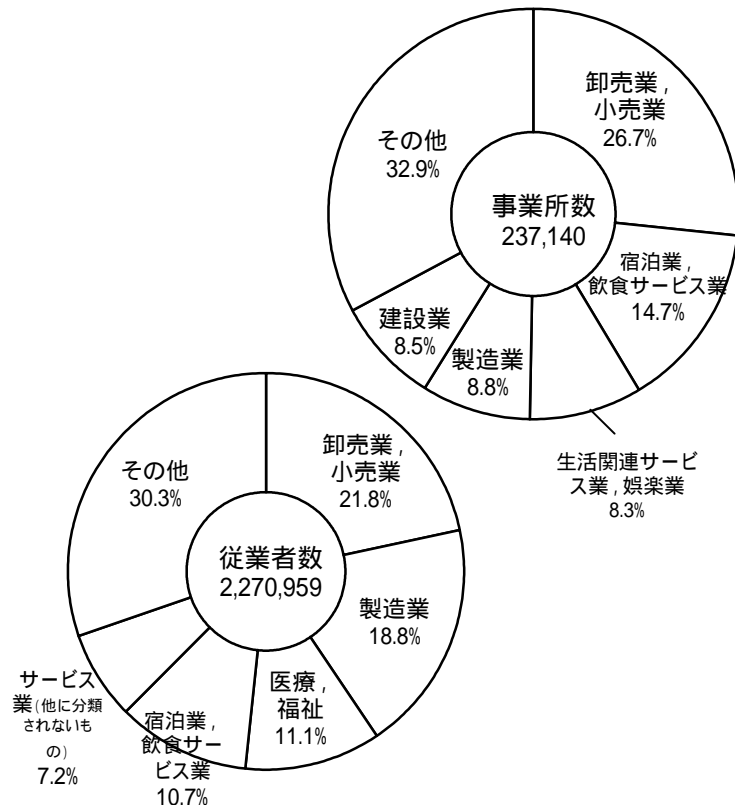 卸売業,
小売業
26.7%
その他
32.9%
事業所数
237,140
宿泊業,
飲食サービス業
14.7%
建設業
8.5%
製造業
8.8%
生活関連サービ
ス業,娯楽業
8.3%
卸売業,
小売業
21.8%
その他
30.3%
従業者数
2,270,959
製造業
18.8%
医療,
福祉
11.1%
サービス
業(他に分類
されないも
の)
7.2%
宿泊業,
飲食サー
ビス業
10.7%